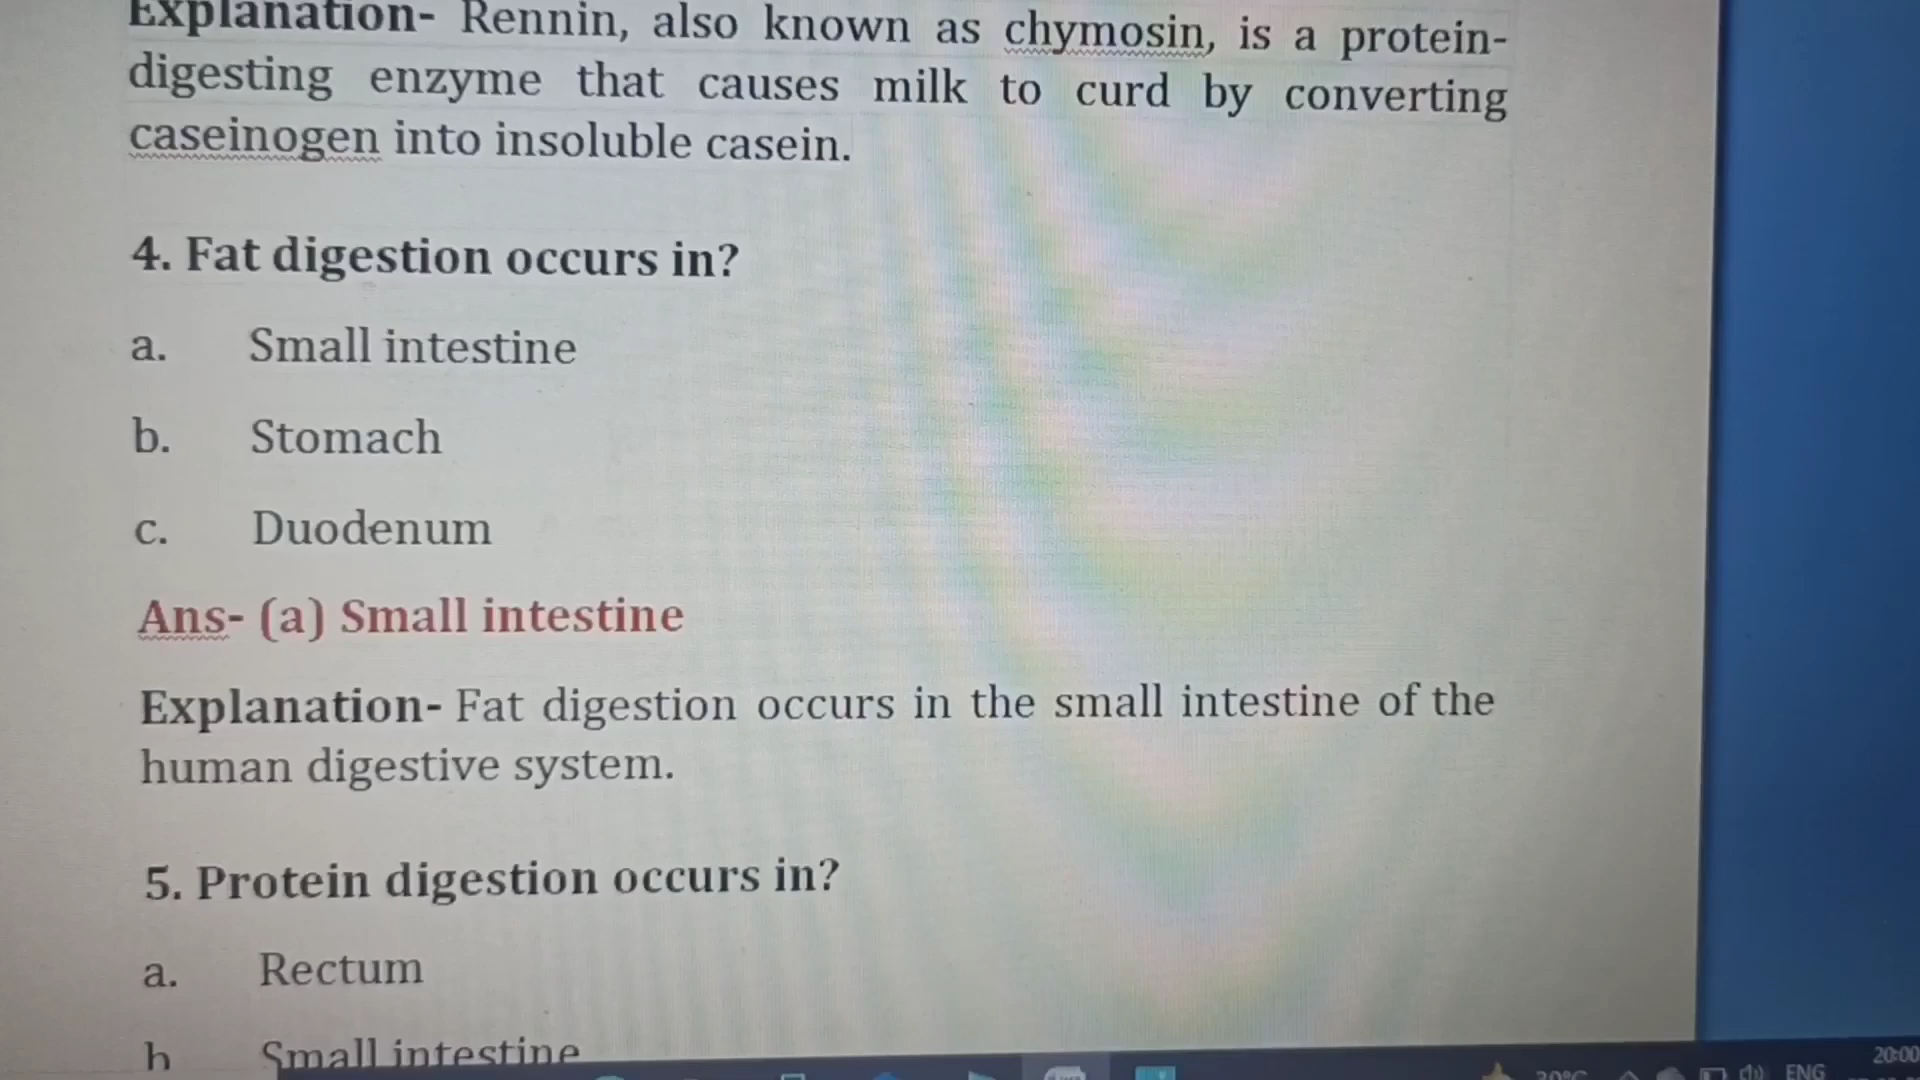 Explanation- Rennin, also known as chymosin, is a protein-
digesting enzyme that causes milk to curd by converting
caseinogen into insoluble casein.
4. Fat digestion occurs in?
a. Small intestine
b. Stomach
c. Duodenum
Ans- (a) Small intestine
Explanation- Fat digestion occurs in the small intestine of the
human digestive system.
5. Protein digestion occurs in?
a. Rectum
b Small intestine
20:00
30°C ENG